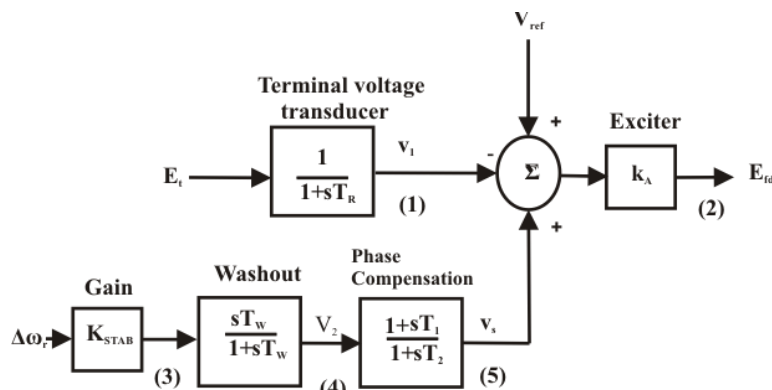 V_ref
Terminal voltage
transducer
+
Exciter
1
1+sT_R
v_1
-
Σ
k_A
E_t
E_fd
(1)
(2)
+
Phase
Compensation
Washout
Gain
Δω_r
K_STAB
sT_W
1+sT_W
V_2
1+sT_1
1+sT_2
v_s
(3)
(4)
(5)